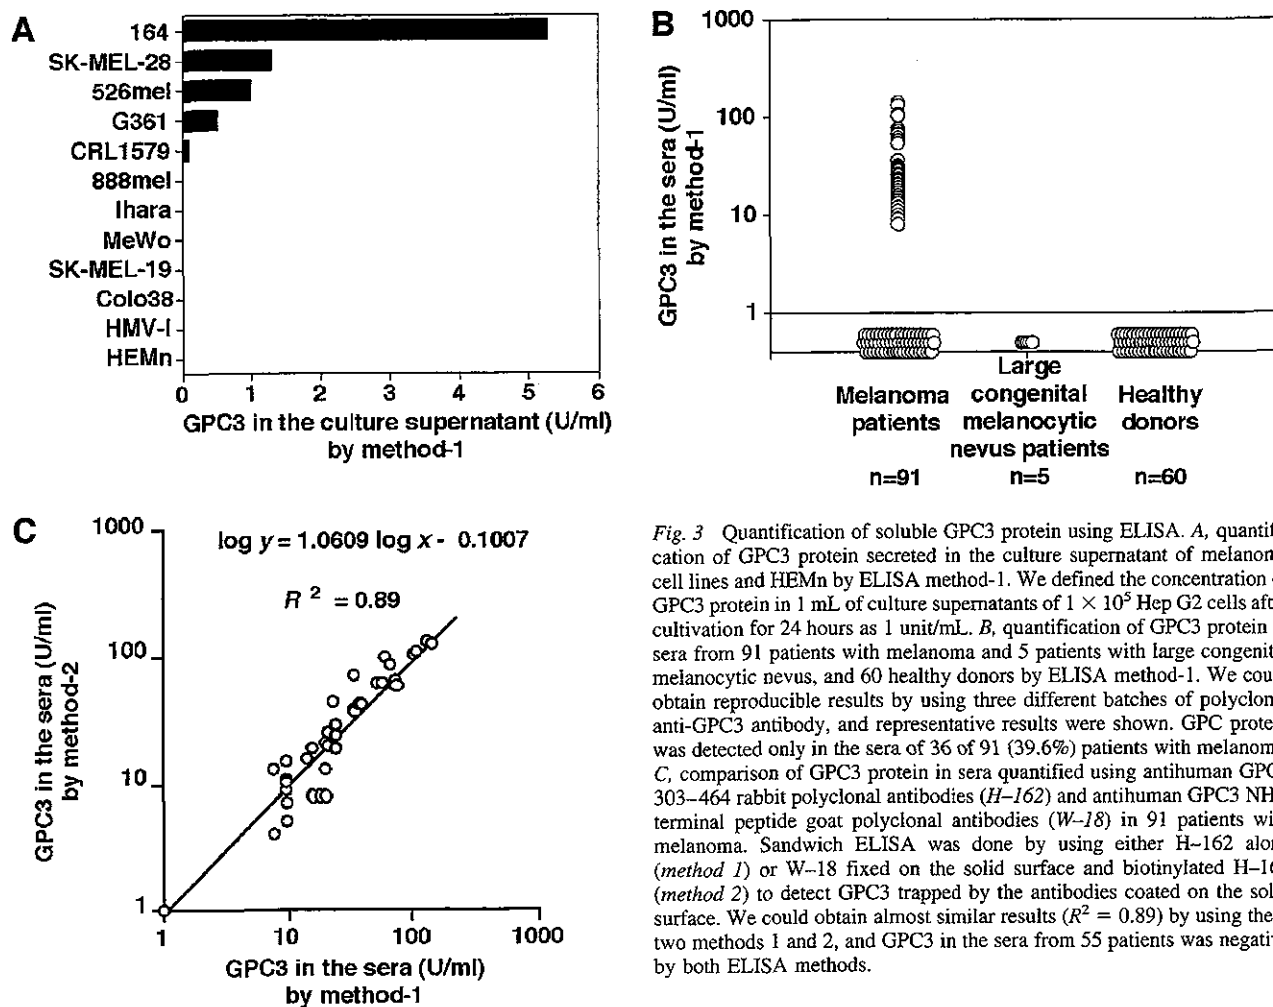 A
164
SK-MEL-28
526mel
G361
CRL1579
888mel
Ihara
MeWo
SK-MEL-19
Colo38
HMV-I
HEMn
0 1 2 3 4 5 6
GPC3 in the culture supernatant (U/ml)
by method-1
B
GPC3 in the sera (U/ml)
by method-1
1000
100
10
1
Melanoma
patients
n=91
Large
congenital
melanocytic
nevus patients
n=5
Healthy
donors
n=60
C
GPC3 in the sera (U/ml)
by method-2
1000
100
10
1
log y = 1.0609 log x - 0.1007
R 2 = 0.89
1 10 100 1000
GPC3 in the sera (U/ml)
by method-1
Fig. 3 Quantification of soluble GPC3 protein using ELISA. A, quantifi
cation of GPC3 protein secreted in the culture supernatant of melanom
cell lines and HEMn by ELISA method-1. We defined the concentration
GPC3 protein in 1 mL of culture supernatants of 1 × 10⁵ Hep G2 cells aft
cultivation for 24 hours as 1 unit/mL. B, quantification of GPC3 protein
sera from 91 patients with melanoma and 5 patients with large congenit
melanocytic nevus, and 60 healthy donors by ELISA method-1. We cou
obtain reproducible results by using three different batches of polyclon
anti-GPC3 antibody, and representative results were shown. GPC prote
was detected only in the sera of 36 of 91 (39.6%) patients with melanom
C, comparison of GPC3 protein in sera quantified using antihuman GPC
303–464 rabbit polyclonal antibodies (H–162) and antihuman GPC3 NH
terminal peptide goat polyclonal antibodies (W–18) in 91 patients wi
melanoma. Sandwich ELISA was done by using either H–162 alon
(method 1) or W–18 fixed on the solid surface and biotinylated H–16
(method 2) to detect GPC3 trapped by the antibodies coated on the sol
surface. We could obtain almost similar results (R² = 0.89) by using the
two methods 1 and 2, and GPC3 in the sera from 55 patients was negativ
by both ELISA methods.